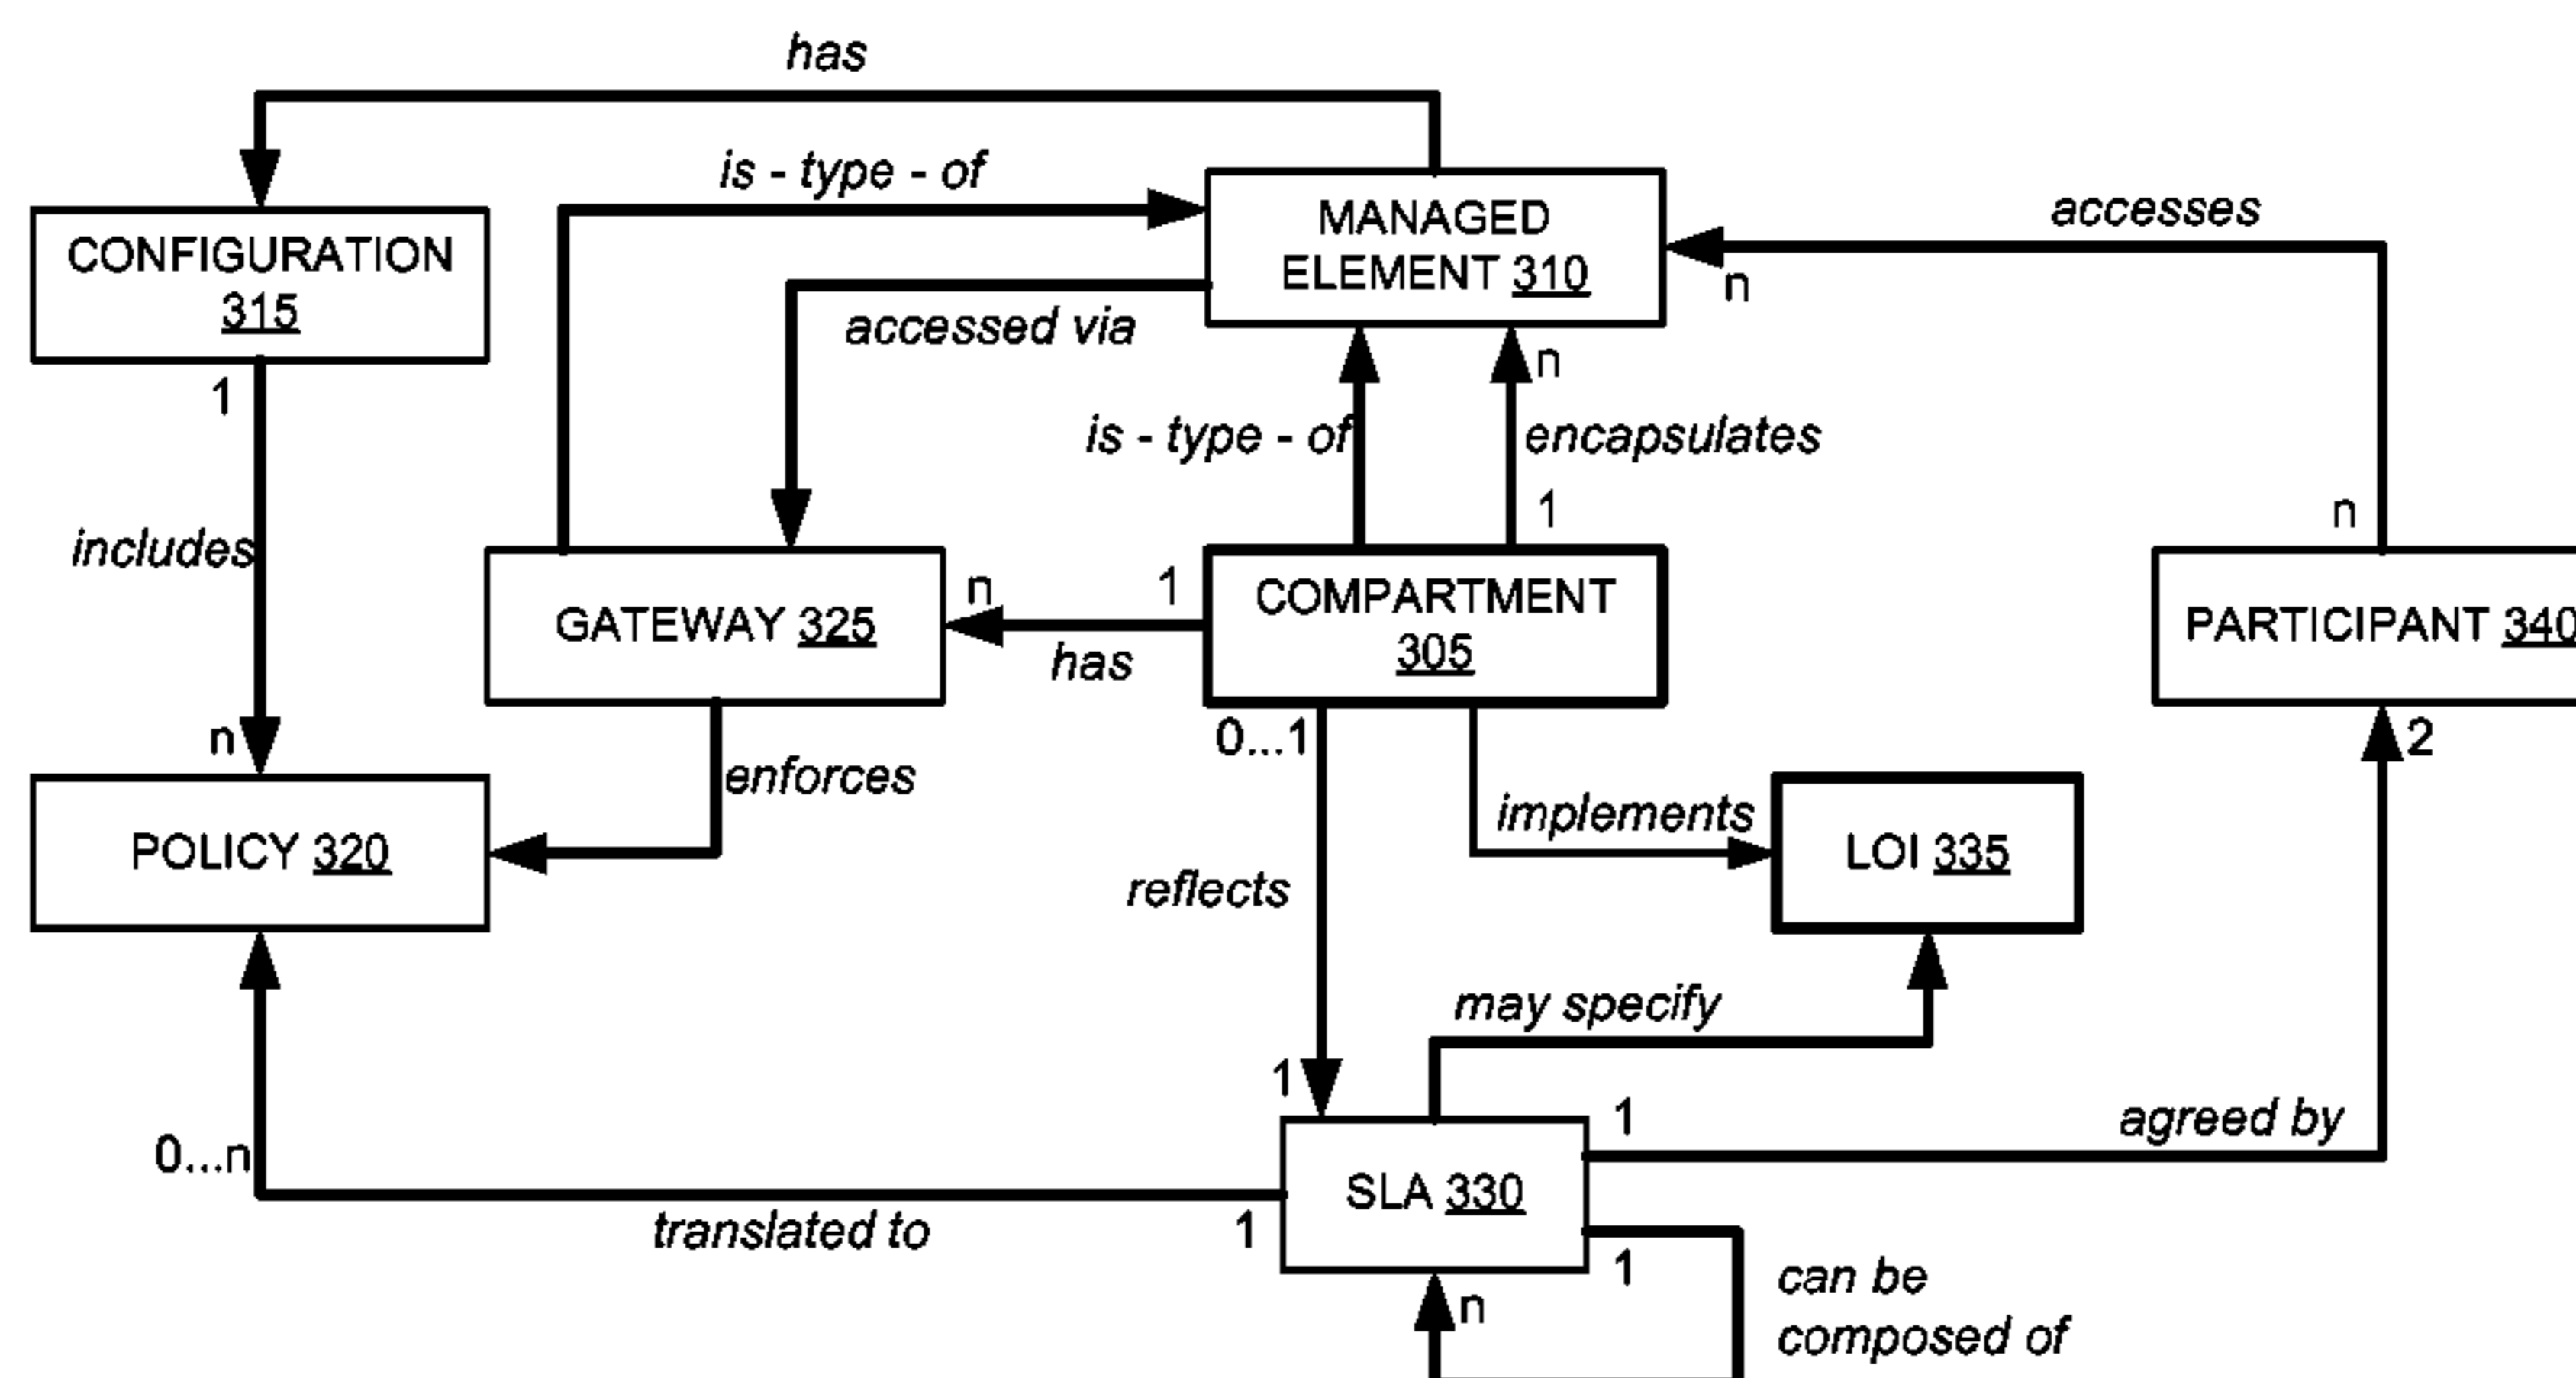 has
is - type - of
MANAGED
ELEMENT 310
accesses
n
CONFIGURATION
315
accessed via
1
n
is - type - of
encapsulates
1
n
includes
GATEWAY 325
n
1
has
COMPARTMENT
305
PARTICIPANT 340
n
0...1
2
enforces
POLICY 320
implements
LOI 335
reflects
may specify
1
1
agreed by
0...n
SLA 330
translated to
1
1
n
can be
composed of